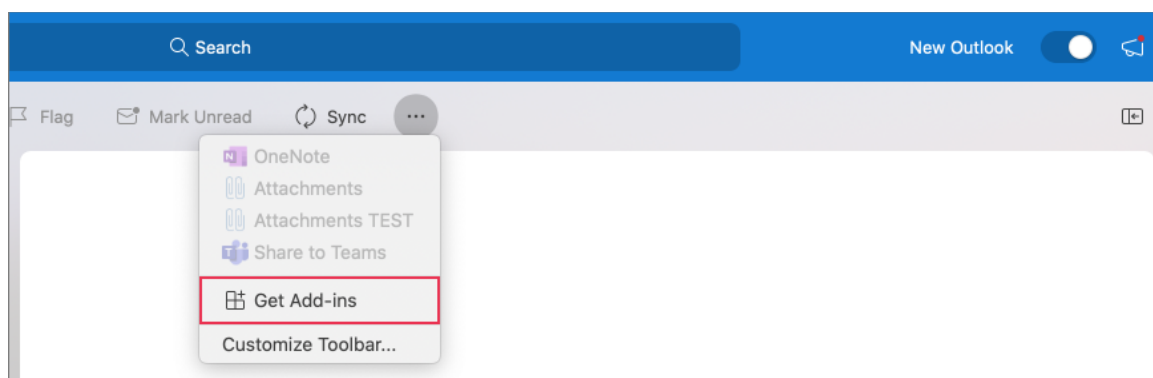 Search
New Outlook
Flag
Mark Unread
Sync
...
OneNote
Attachments
Attachments TEST
Share to Teams
Get Add-ins
Customize Toolbar...